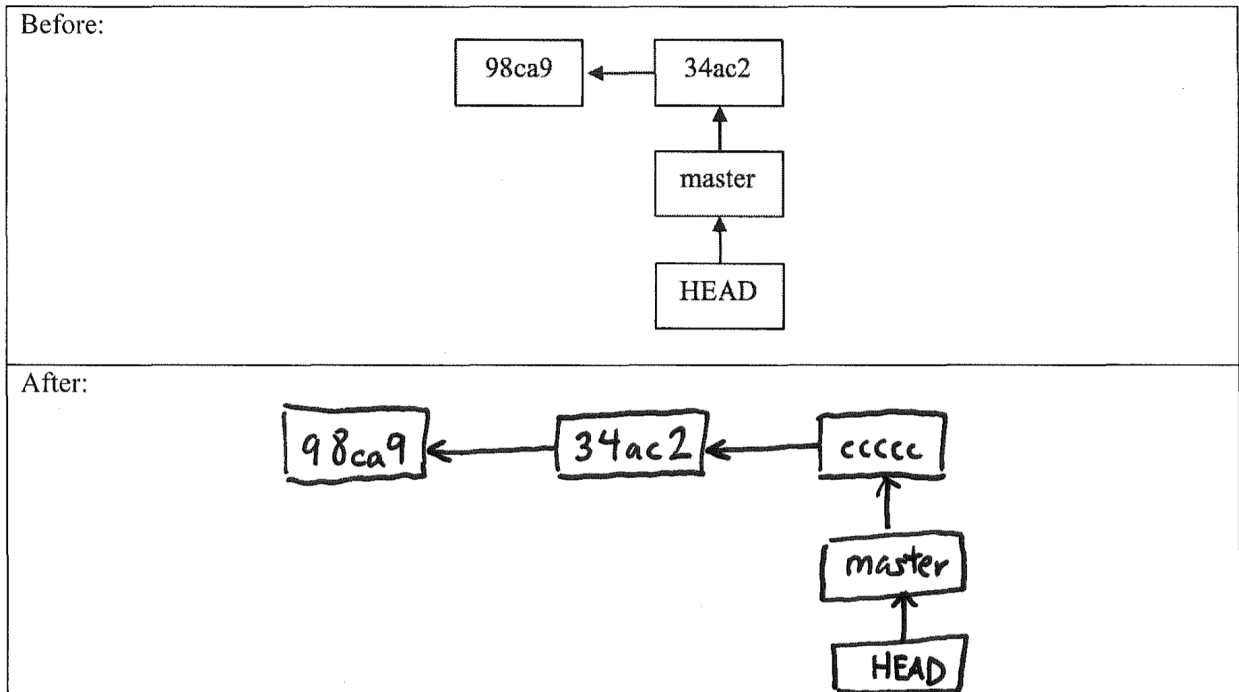 Before:
98ca9 34ac2
master
HEAD
After:
98ca9 34ac2 ccccc
master
HEAD